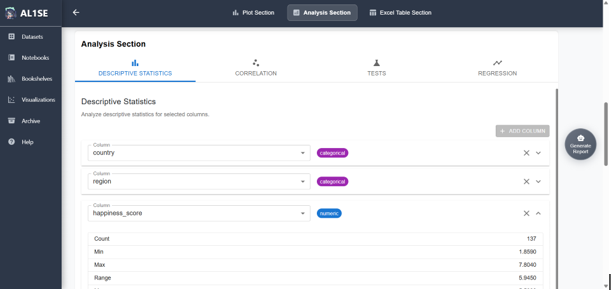 AL1SE
Plot Section
Analysis Section
Excel Table Section
Datasets
Notebooks
Bookshelves
Visualizations
Archive
Help
Analysis Section
DESCRIPTIVE STATISTICS
CORRELATION
TESTS
REGRESSION
Descriptive Statistics
Analyze descriptive statistics for selected columns.
+ ADD COLUMN
Generate
Report
Column
country
categorical
Column
region
categorical
Column
happiness_score
numeric
Count 137
Min 1.8590
Max 7.8040
Range 5.9450